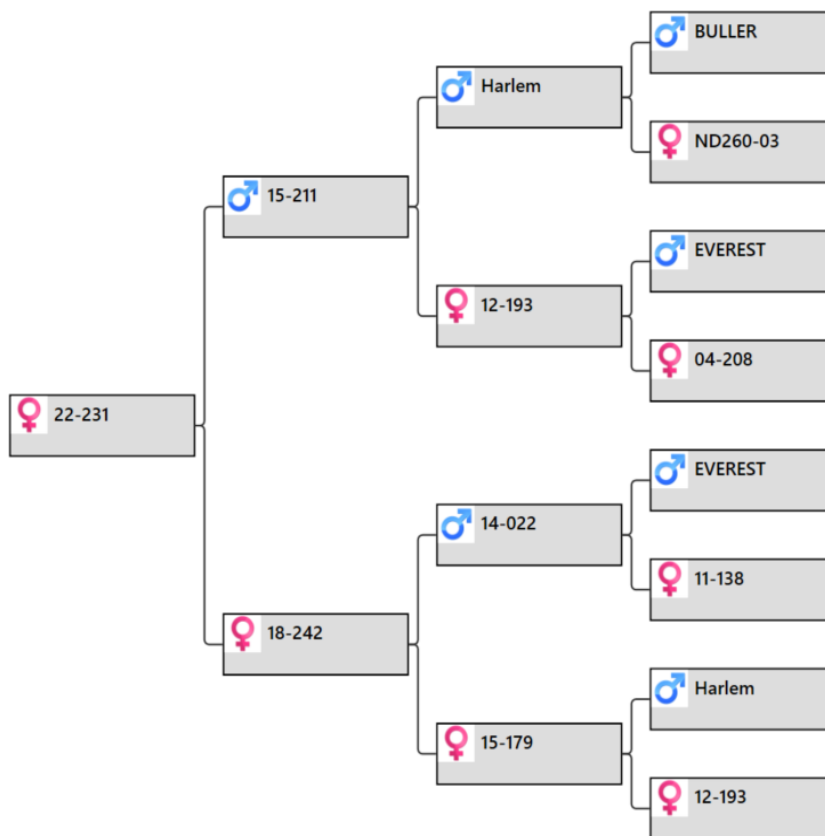 BULLER
Harlem
ND260-03
15-211
EVEREST
12-193
04-208
22-231
EVEREST
14-022
11-138
18-242
Harlem
15-179
12-193